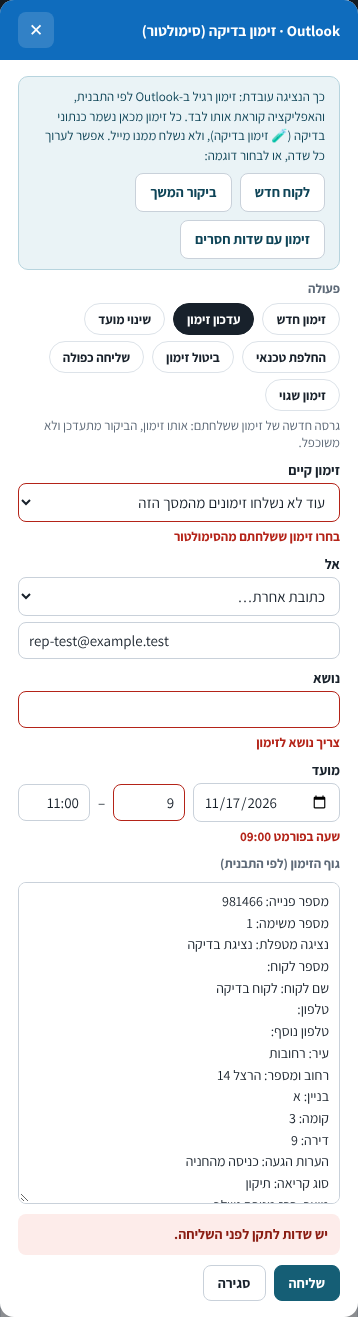 Outlook · זימון בדיקה (סימולטור)
✕
כך הנציגה עובדת: זימון רגיל ב-Outlook לפי התבנית,
והאפליקציה קוראת אותו לבד. כל זימון מכאן נשמר כנתוני
בדיקה (🧪 זימון בדיקה), ולא נשלח ממנו מייל. אפשר לערוך
כל שדה, או לבחור דוגמה:
לקוח חדש
ביקור המשך
זימון עם שדות חסרים
פעולה
זימון חדש
עדכון זימון
שינוי מועד
החלפת טכנאי
ביטול זימון
שליחה כפולה
זימון שגוי
גרסה חדשה של זימון ששלחתם: אותו זימון, הביקור מתעדכן ולא
משוכפל.
זימון קיים
עוד לא נשלחו זימונים מהמסך הזה
בחרו זימון ששלחתם מהסימולטור
אל
כתובת אחרת…
rep-test@example.test
נושא
צריך נושא לזימון
מועד
11/17/2026
9
–
11:00
שעה בפורמט 09:00
גוף הזימון (לפי התבנית)
מספר פנייה: 981466
מספר משימה: 1
נציגה מטפלת: נציגת בדיקה
מספר לקוח:
שם לקוח: לקוח בדיקה
טלפון:
טלפון נוסף:
עיר: רחובות
רחוב ומספר: הרצל 14
בניין: א
קומה: 3
דירה: 9
הערות הגעה: כניסה מהחניה
סוג קריאה: תיקון
יש שדות לתקן לפני השליחה.
שליחה
סגירה